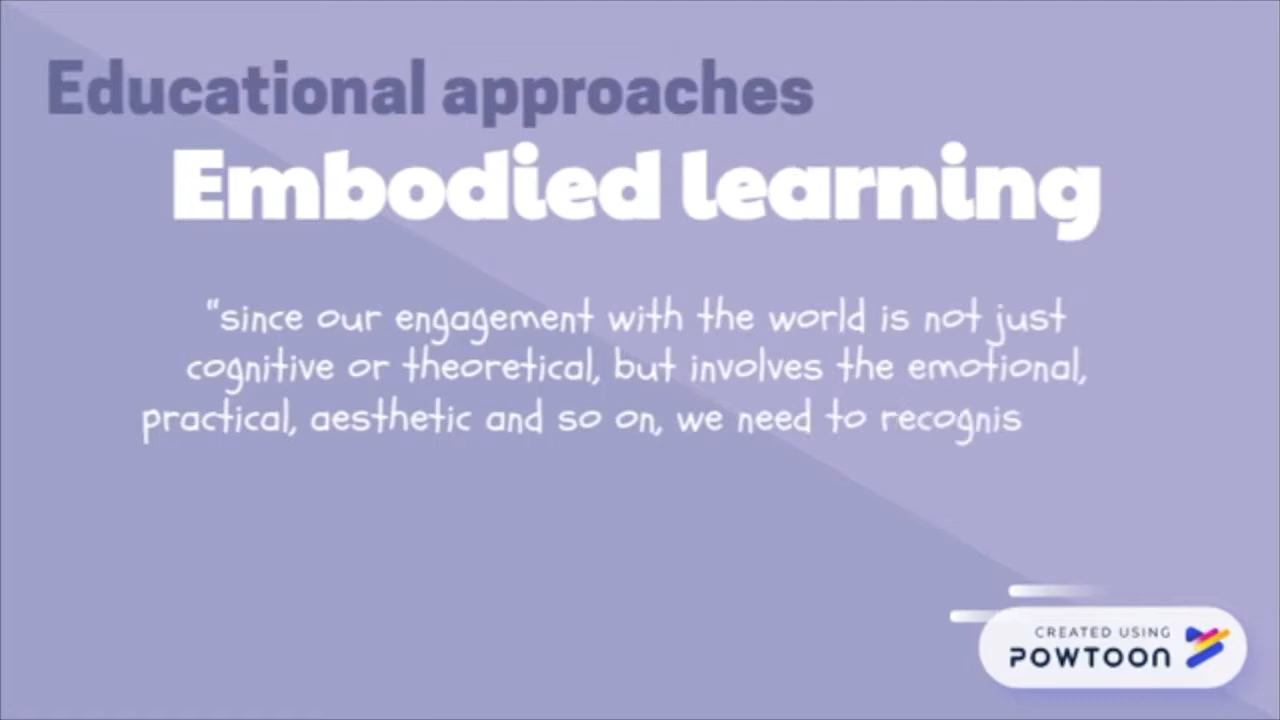 Educational approaches
Embodied learning
"since our engagement with the world is not just
cognitive or theoretical, but involves the emotional,
practical, aesthetic and so on, we need to recognis
CREATED USING
POWTOON